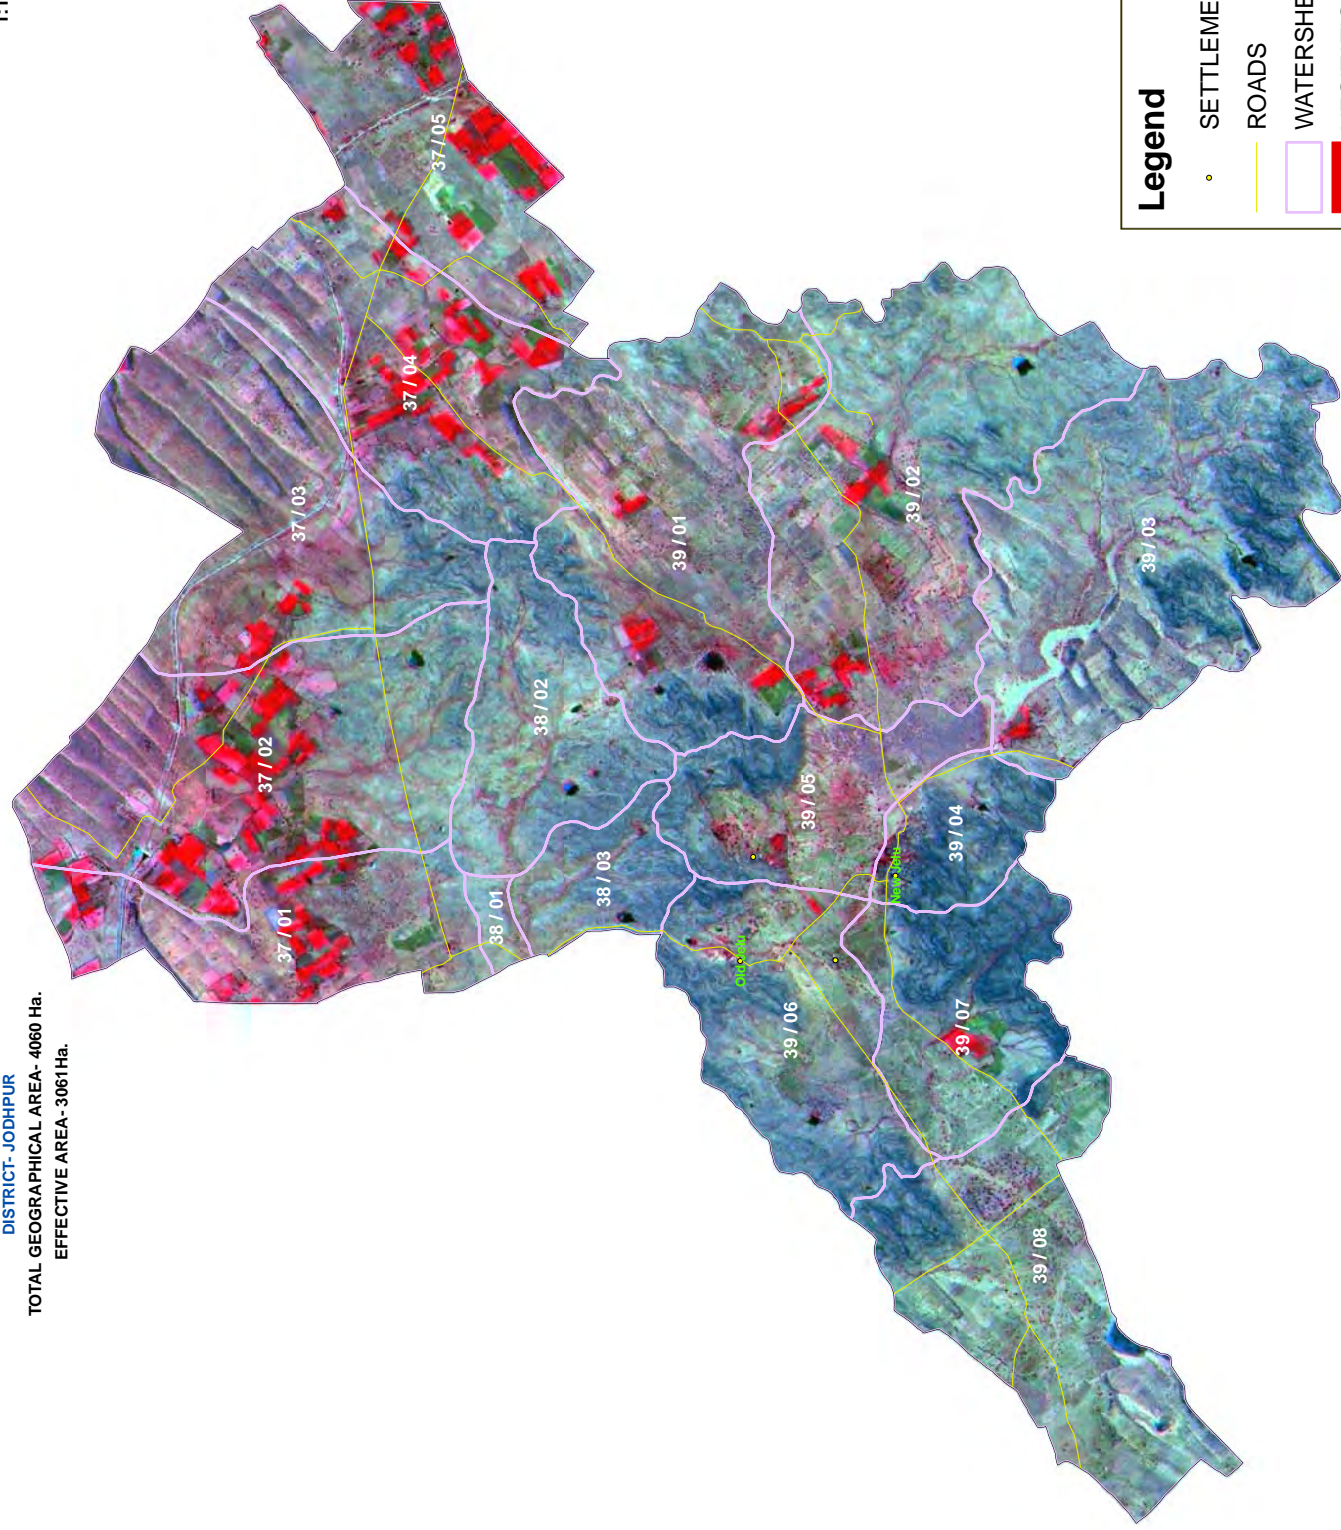 DISTRICT- JODHPUR
TOTAL GEOGRAPHICAL AREA- 4060 Ha.
EFFECTIVE AREA- 3061Ha.
37 / 01
37 / 02
37 / 03
37 / 04
37 / 05
38 / 01
38 / 02
38 / 03
39 / 01
39 / 02
39 / 03
39 / 04
39 / 05
39 / 06
39 / 07
39 / 08
Legend
SETTLEME
ROADS
WATERSHE